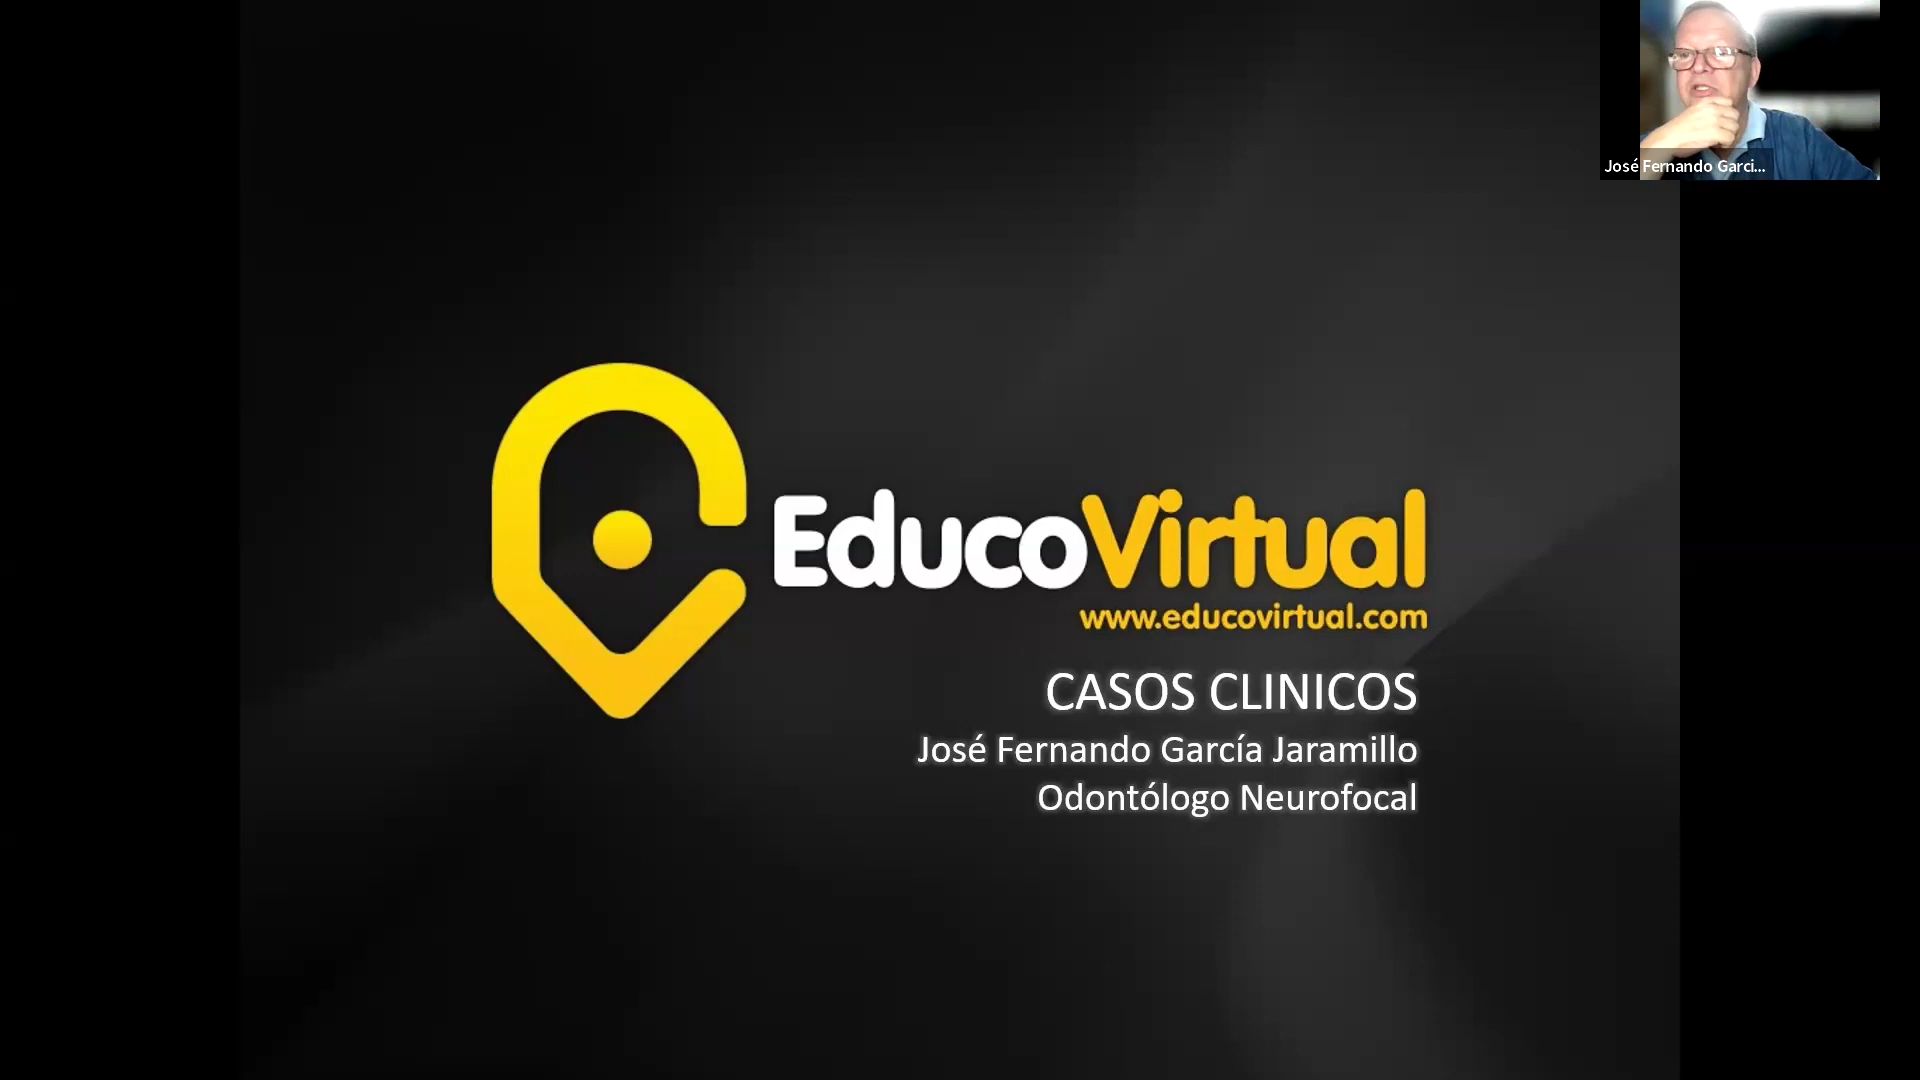 José Fernando Garci...
EducoVirtual
www.educovirtual.com
CASOS CLINICOS
José Fernando García Jaramillo
Odontólogo Neurofocal